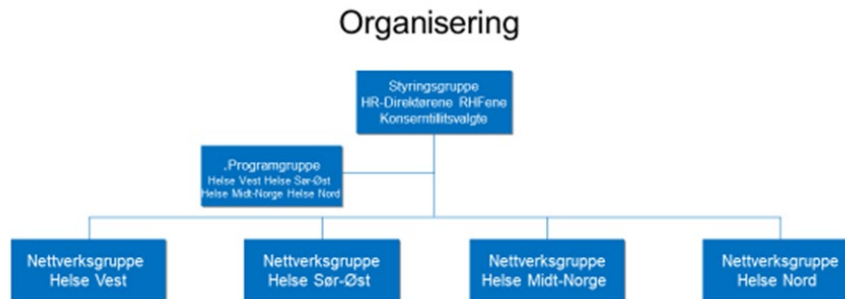 Organisering
Styringsgruppe
HR-Direktørene RHFene
Konserntillitsvalgte
.Programgruppe
Helse Vest Helse Sør-Øst
Helse Midt-Norge Helse Nord
Nettverksgruppe
Helse Vest
Nettverksgruppe
Helse Sør-Øst
Nettverksgruppe
Helse Midt-Norge
Nettverksgruppe
Helse Nord